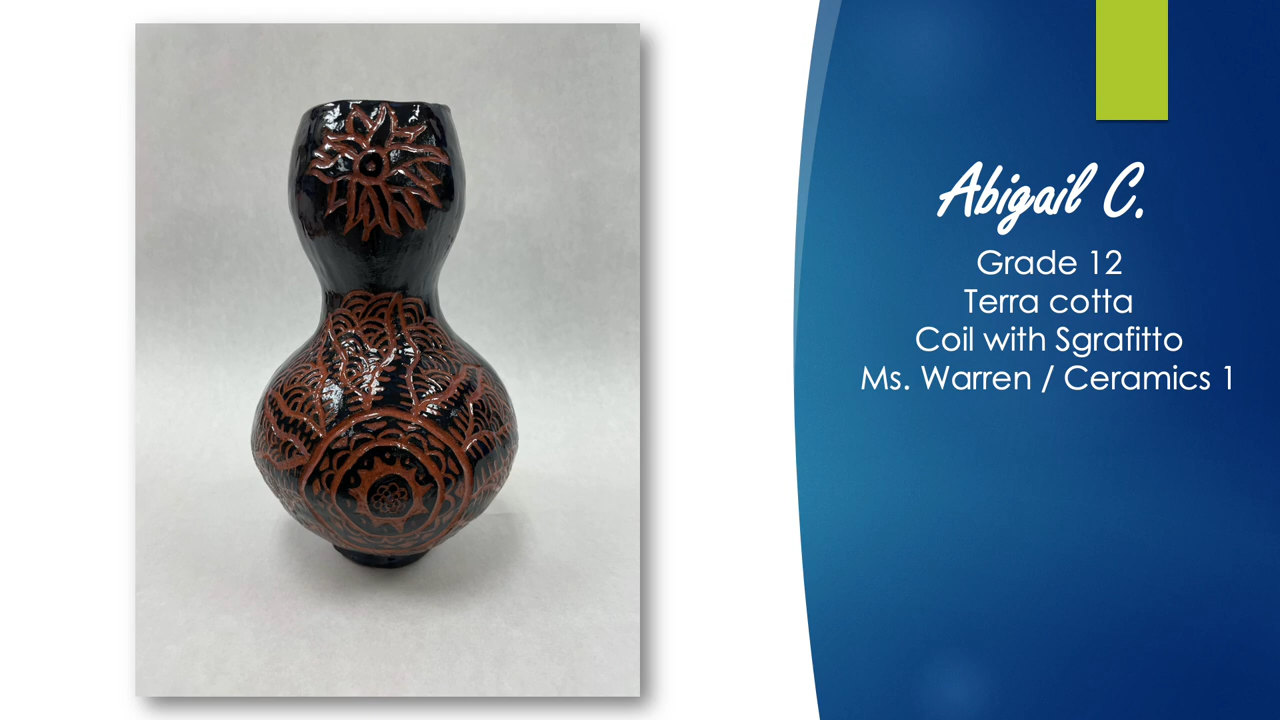 Abigail C.
Grade 12
Terra cotta
Coil with Sgrafitto
Ms. Warren / Ceramics 1